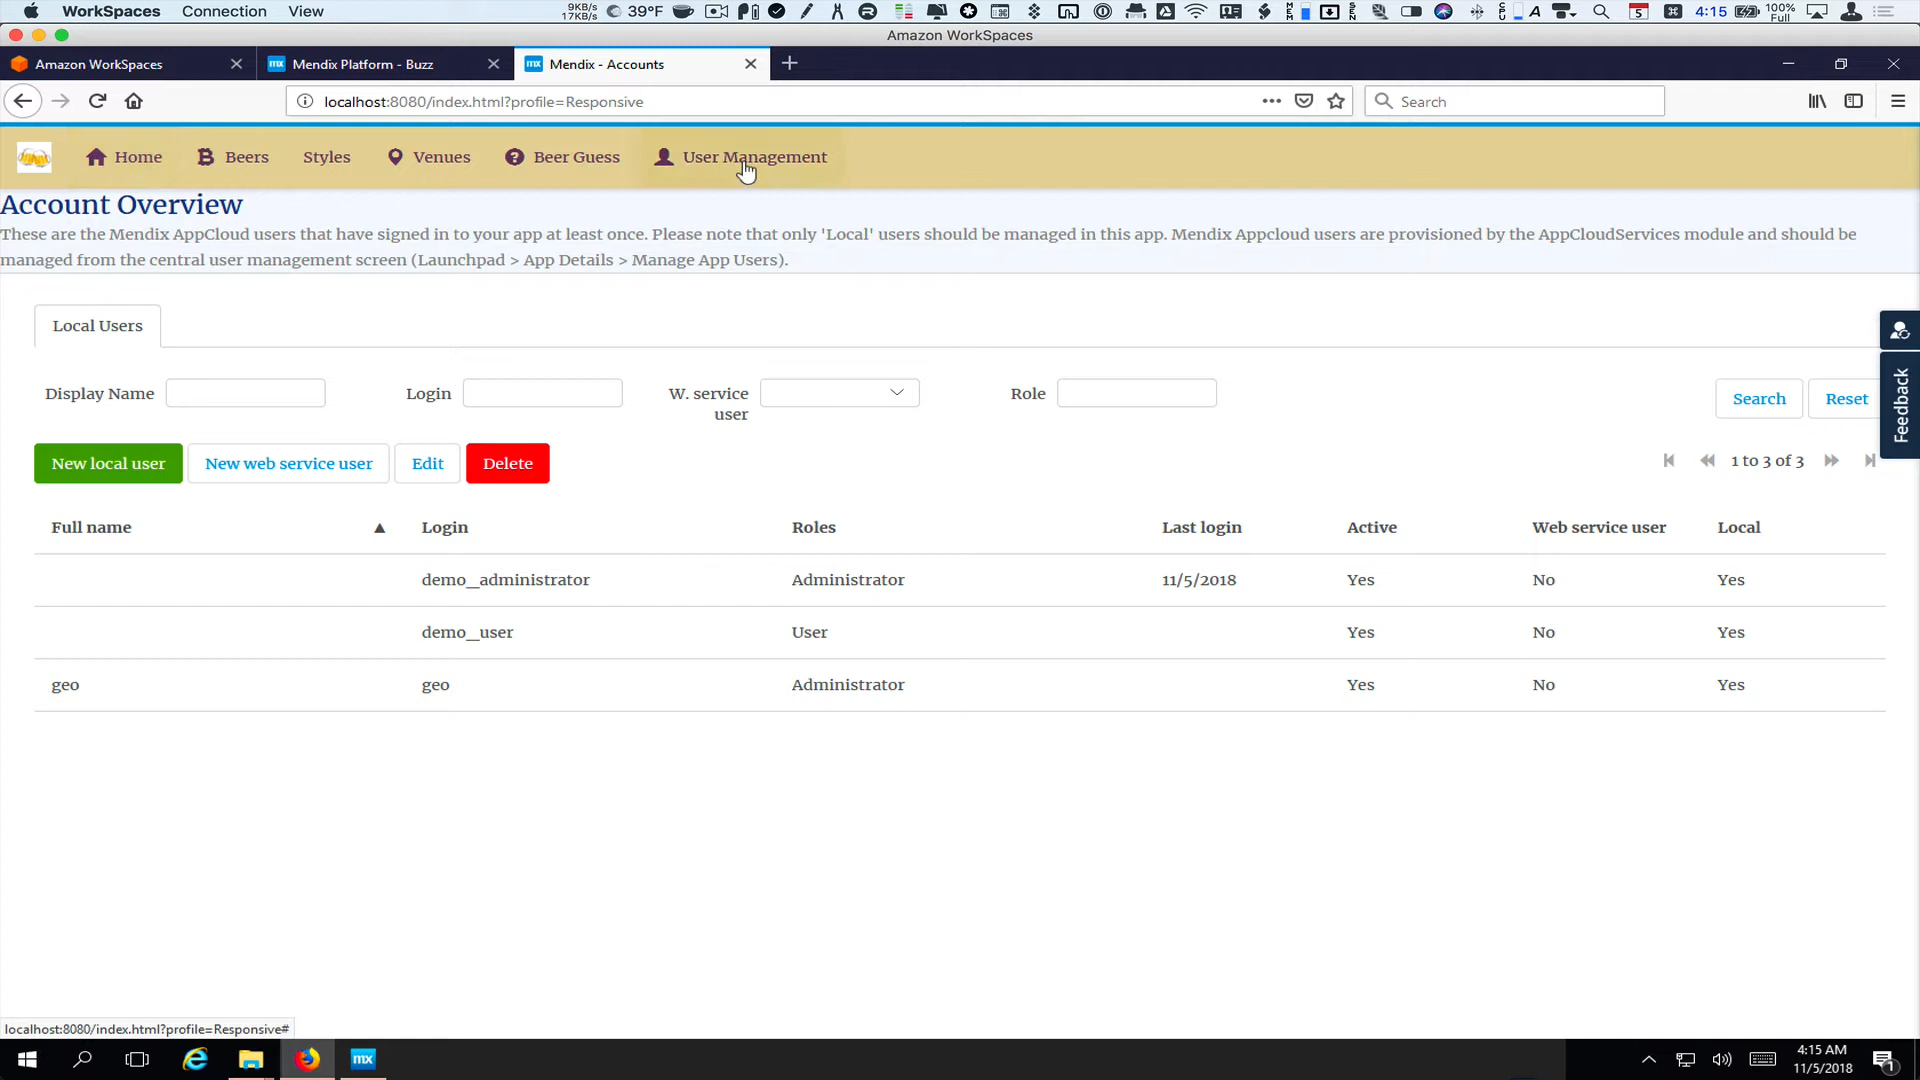 WorkSpaces Connection View 9KB/s 17KB/s 39°F MEM SEN CPU A 5 4:15 100% Full
Amazon WorkSpaces
Amazon WorkSpaces Mendix Platform - Buzz Mendix - Accounts
localhost:8080/index.html?profile=Responsive Search
Home Beers Styles Venues Beer Guess User Management
Account Overview
These are the Mendix AppCloud users that have signed in to your app at least once. Please note that only 'Local' users should be managed in this app. Mendix Appcloud users are provisioned by the AppCloudServices module and should be
managed from the central user management screen (Launchpad > App Details > Manage App Users).
Local Users
Display Name Login W. service user Role Search Reset
Feedback
New local user New web service user Edit Delete 1 to 3 of 3
Full name ▲ Login Roles Last login Active Web service user Local
demo_administrator Administrator 11/5/2018 Yes No Yes
demo_user User Yes No Yes
geo geo Administrator Yes No Yes
localhost:8080/index.html?profile=Responsive#
mx 4:15 AM
11/5/2018 1